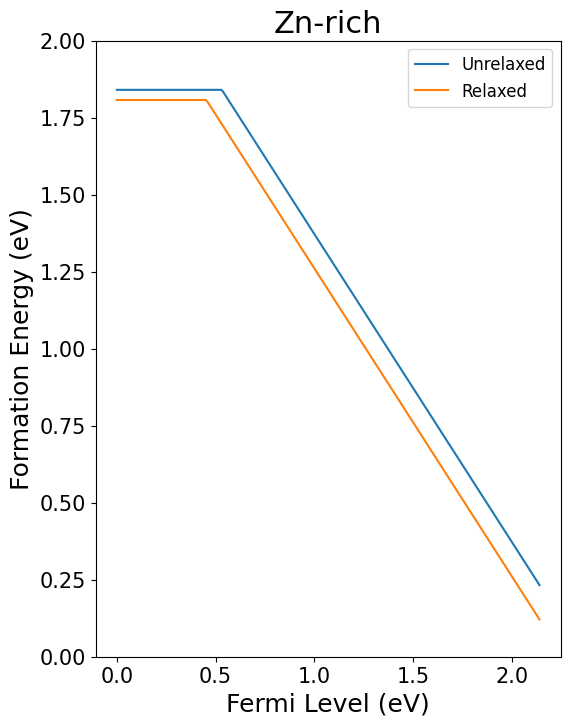 Zn-rich
Unrelaxed
Relaxed
2.00
1.75
1.50
1.25
1.00
0.75
0.50
0.25
0.00
Formation Energy (eV)
0.0 0.5 1.0 1.5 2.0
Fermi Level (eV)